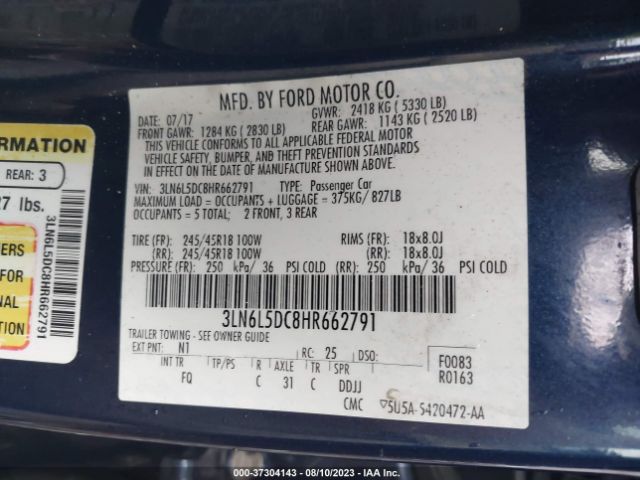 MFD. BY FORD MOTOR CO.
DATE: 07/17 GVWR: 2418 KG ( 5330 LB)
FRONT GAWR: 1284 KG ( 2830 LB) REAR GAWR: 1143 KG ( 2520 LB)
THIS VEHICLE CONFORMS TO ALL APPLICABLE FEDERAL MOTOR
VEHICLE SAFETY, BUMPER, AND THEFT PREVENTION STANDARDS
IN EFFECT ON THE DATE OF MANUFACTURE SHOWN ABOVE.
VIN: 3LN6L5DC8HR662791 TYPE: Passenger Car
MAXIMUM LOAD = OCCUPANTS + LUGGAGE = 375KG/ 827LB
OCCUPANTS = 5 TOTAL; 2 FRONT, 3 REAR
TIRE (FR): 245/45R18 100W RIMS (FR): 18x8.0J
(RR): 245/45R18 100W (RR): 18x8.0J
PRESSURE (FR): 250 kPa/ 36 PSI COLD (RR): 250 kPa/ 36 PSI COLD
3LN6L5DC8HR662791
TRAILER TOWING - SEE OWNER GUIDE
EXT PNT: N1 RC: 25 DSO: F0083
INT TR TP/PS R AXLE TR SPR R0163
FQ C 31 C DDJJ
CMC 5U5A-5420472-AA
FORMATION
REAR: 3
27 lbs.
ERS
TO
NAL
TION
3LN6L5DC8HR662791
000-37304143 - 08/10/2023 - IAA Inc.